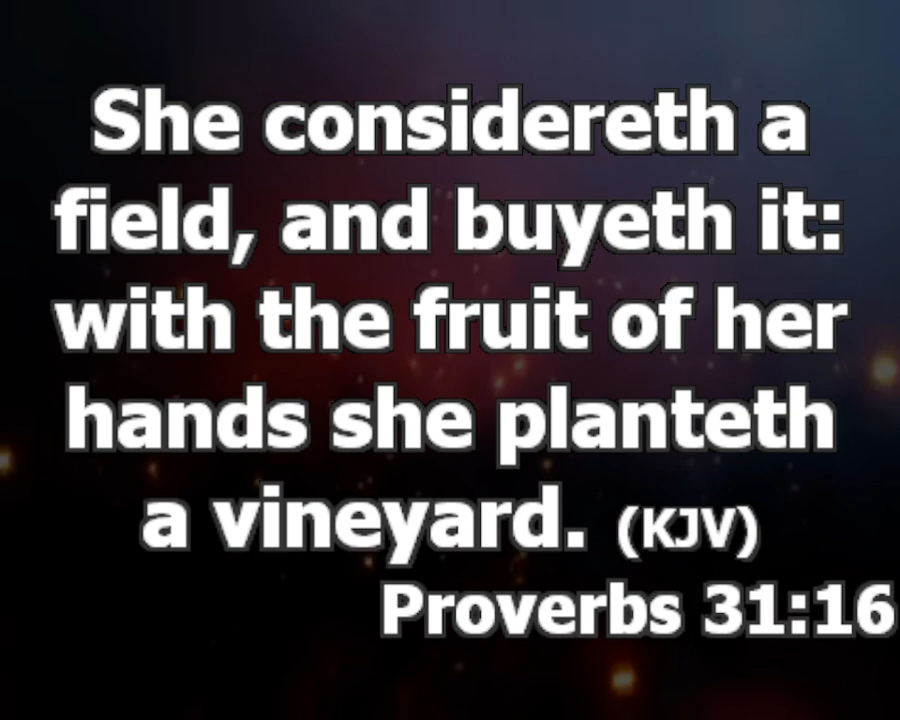 She considereth a
field, and buyeth it:
with the fruit of her
hands she planteth
a vineyard. (KJV)
Proverbs 31:16